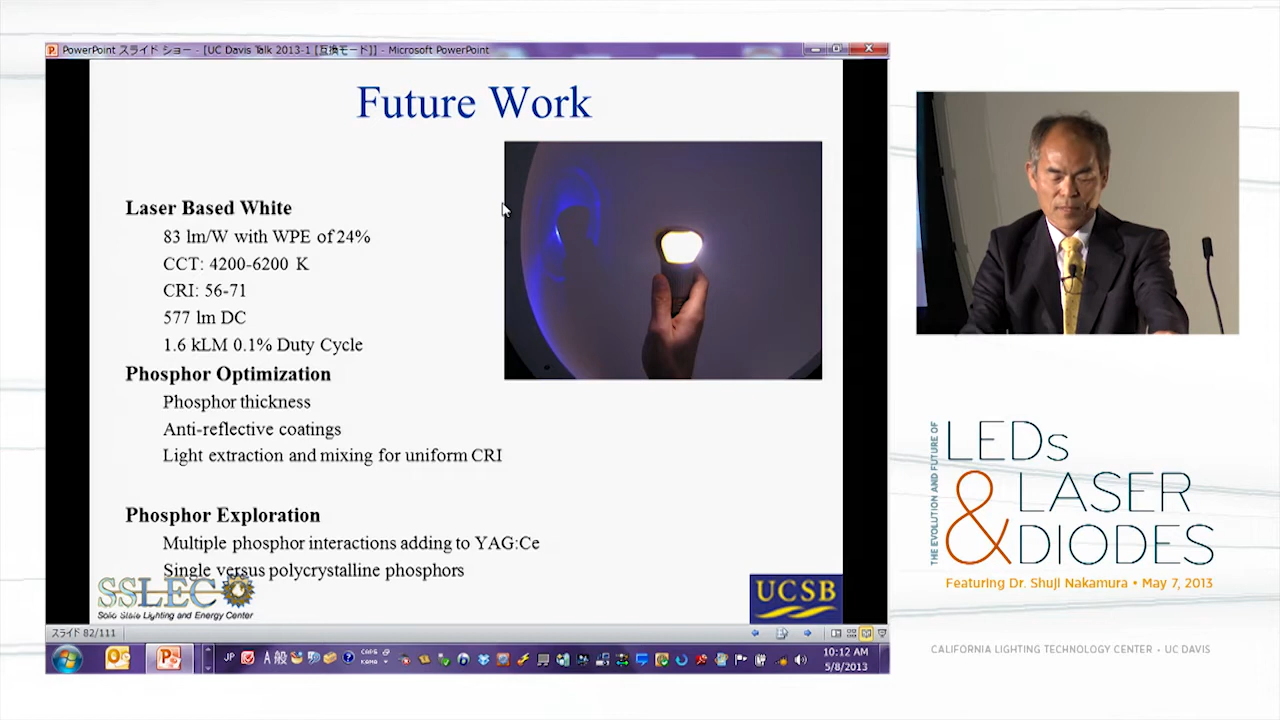 PowerPoint スライド ショー - [UC Davis Talk 2013-1 [互換モード]] - Microsoft PowerPoint
Future Work
Laser Based White
83 lm/W with WPE of 24%
CCT: 4200-6200 K
CRI: 56-71
577 lm DC
1.6 kLM 0.1% Duty Cycle
Phosphor Optimization
Phosphor thickness
Anti-reflective coatings
Light extraction and mixing for uniform CRI
Phosphor Exploration
Multiple phosphor interactions adding to YAG:Ce
Single versus polycrystalline phosphors
SSLEC
Solid State Lighting and Energy Center
UCSB
スライド 82/111
JP
A 般
CAPS
KANA
10:12 AM
5/8/2013
THE EVOLUTION AND FUTURE OF
LEDs
& LASER
DIODES
Featuring Dr. Shuji Nakamura • May 7, 2013
CALIFORNIA LIGHTING TECHNOLOGY CENTER • UC DAVIS